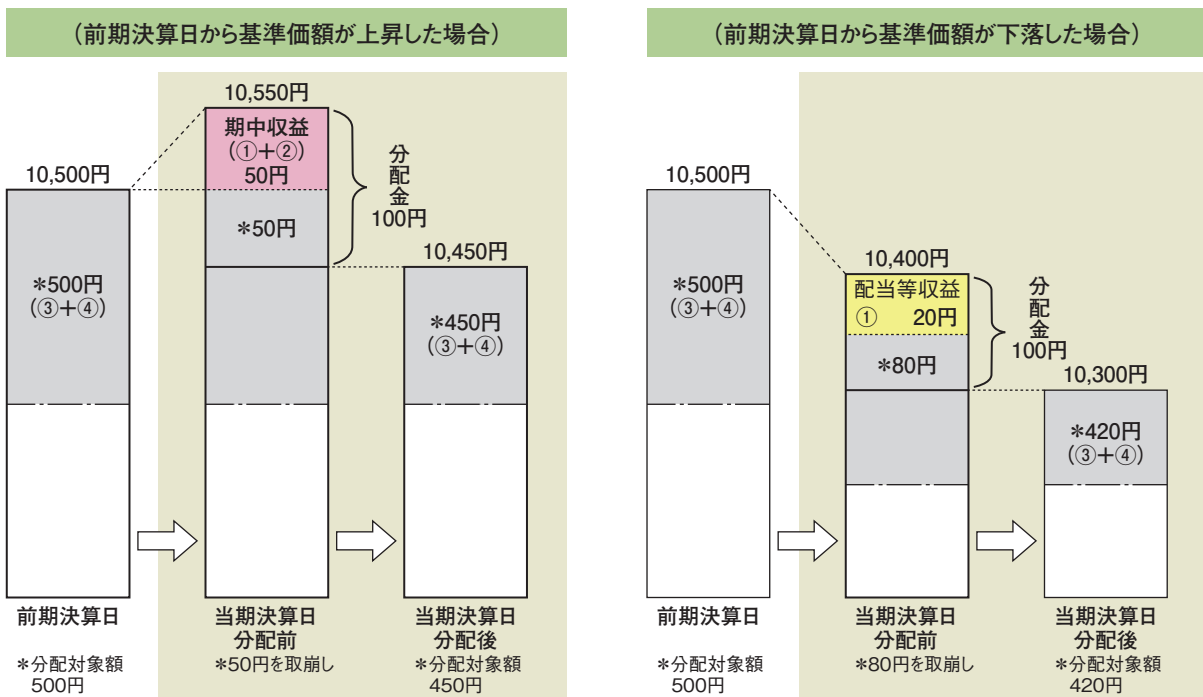 (前期決算日から基準価額が上昇した場合)
10,500円
*500円
(③+④)
10,550円
期中収益
(①+②)
50円
*50円
分配金
100円
10,450円
*450円
(③+④)
前期決算日
*分配対象額
500円
当期決算日
分配前
*50円を取崩し
当期決算日
分配後
*分配対象額
450円
(前期決算日から基準価額が下落した場合)
10,500円
*500円
(③+④)
10,400円
配当等収益
① 20円
*80円
分配金
100円
10,300円
*420円
(③+④)
前期決算日
*分配対象額
500円
当期決算日
分配前
*80円を取崩し
当期決算日
分配後
*分配対象額
420円